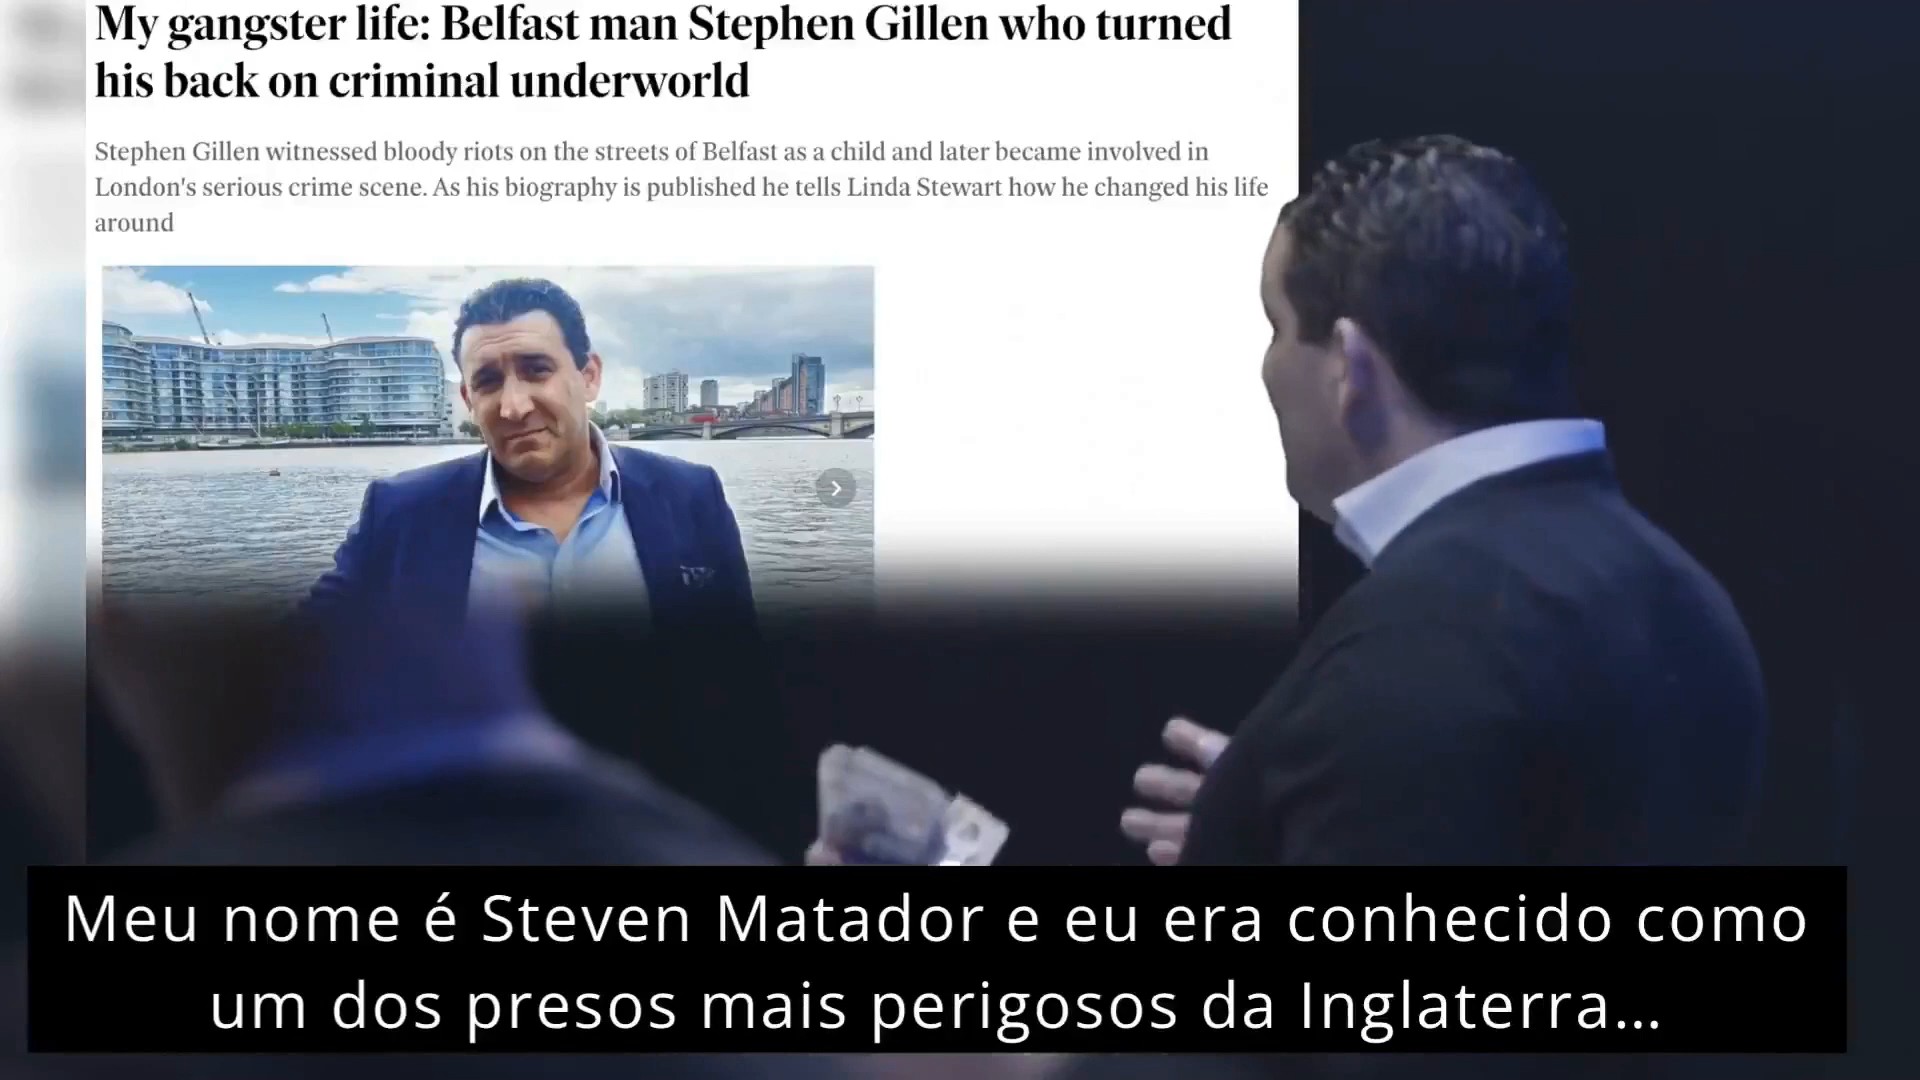 My gangster life: Belfast man Stephen Gillen who turned
his back on criminal underworld
Stephen Gillen witnessed bloody riots on the streets of Belfast as a child and later became involved in
London's serious crime scene. As his biography is published he tells Linda Stewart how he changed his life
around
Meu nome é Steven Matador e eu era conhecido como
um dos presos mais perigosos da Inglaterra...